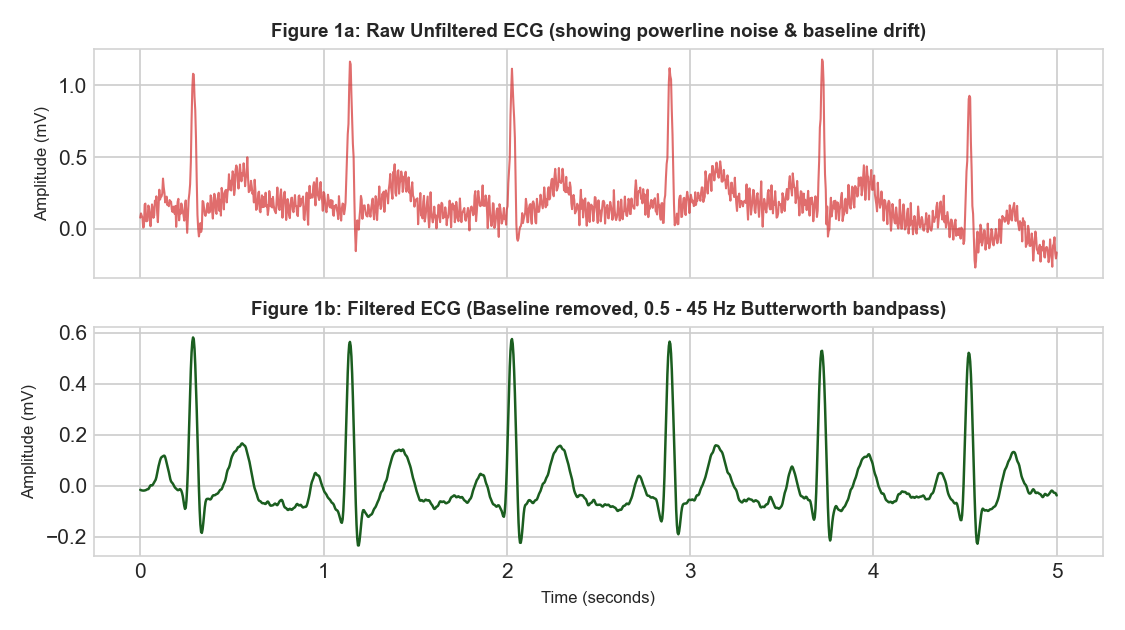 Figure 1a: Raw Unfiltered ECG (showing powerline noise & baseline drift)
Amplitude (mV)
1.0
0.5
0.0
Figure 1b: Filtered ECG (Baseline removed, 0.5 - 45 Hz Butterworth bandpass)
Amplitude (mV)
0.6
0.4
0.2
0.0
−0.2
0 1 2 3 4 5
Time (seconds)